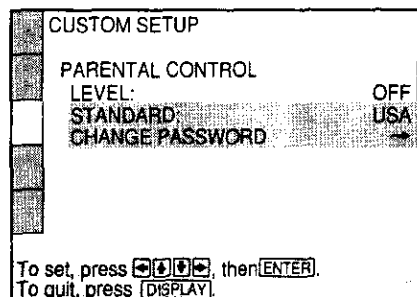 CUSTOM SETUP
PARENTAL CONTROL
LEVEL: OFF
STANDARD: USA
CHANGE PASSWORD →
To set, press ←↑↓→, then ENTER.
To quit, press DISPLAY.